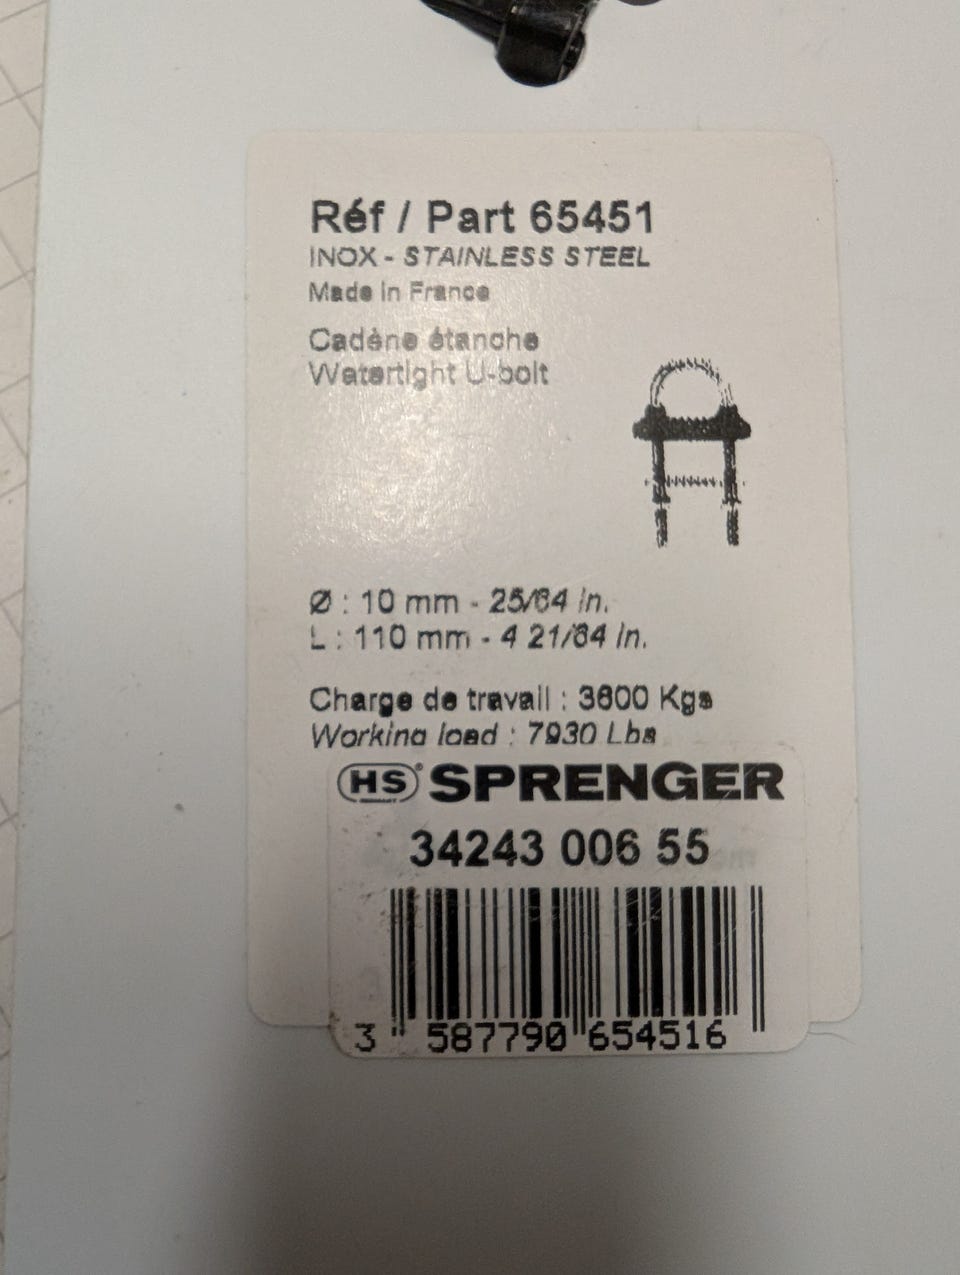 Réf / Part 65451
INOX - STAINLESS STEEL
Made in France
Cadène étanche
Watertight U-bolt
Ø : 10 mm - 25/64 in.
L : 110 mm - 4 21/64 in.
Charge de travail : 3600 Kgs
Working load : 7930 Lbs
HS® SPRENGER
34243 006 55
3 587790 654516